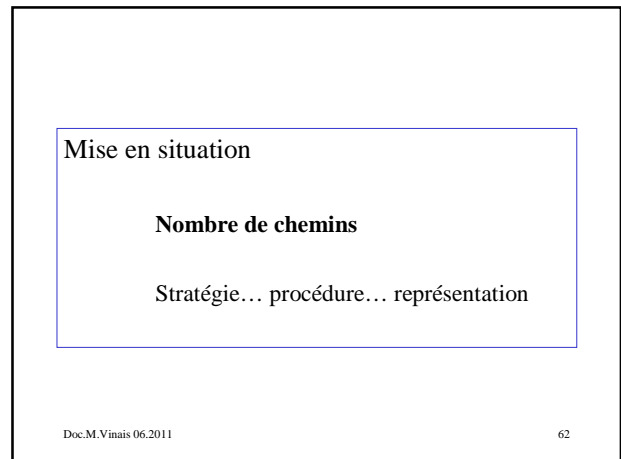 Mise en situation
Nombre de chemins
Stratégie… procédure… représentation
Doc.M.Vinais 06.2011 62